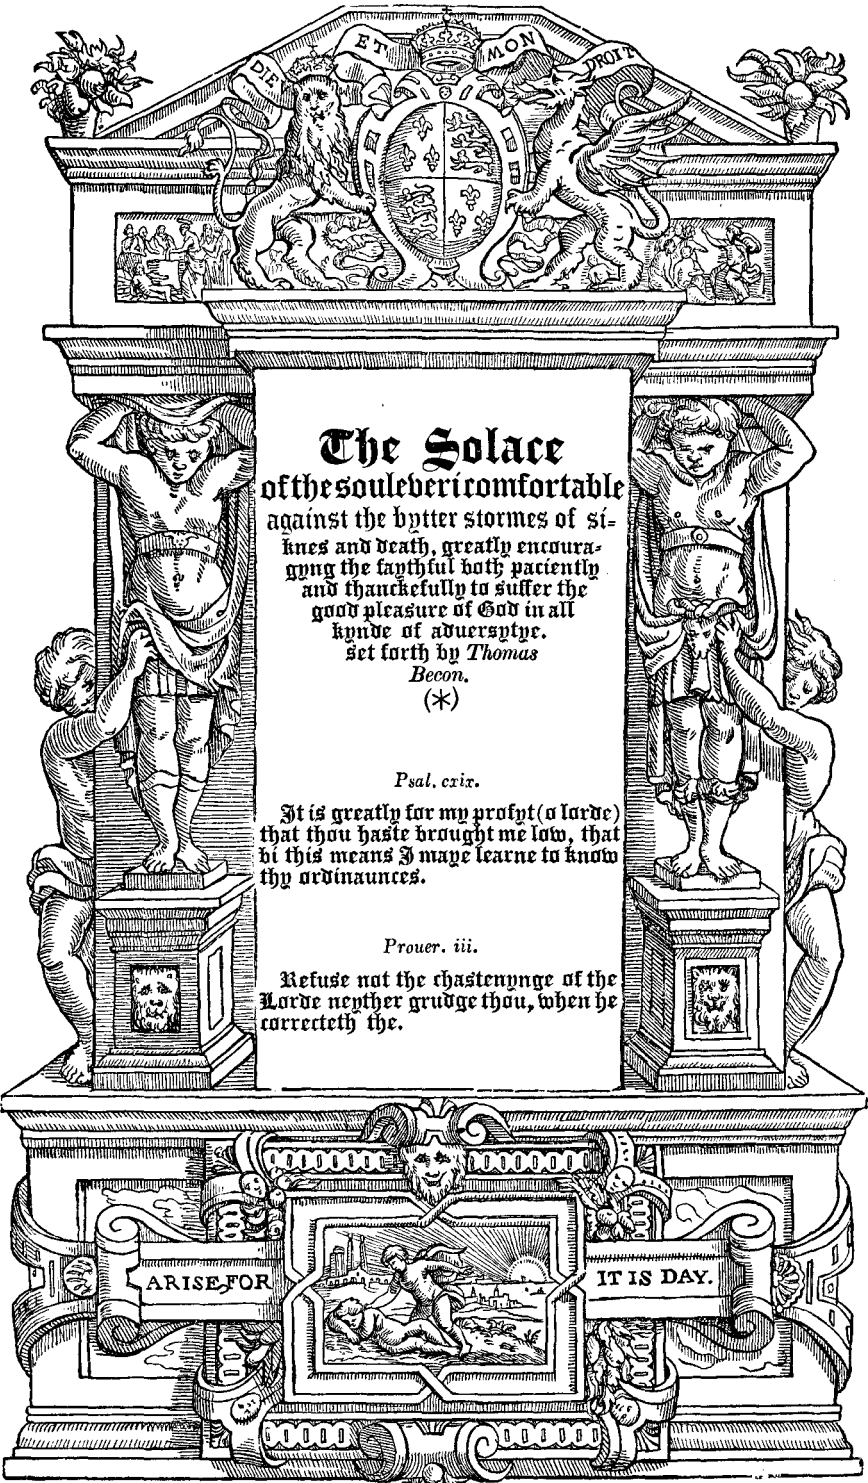 DIE ET MON DROIT
The Solace
of the soule veri comfortable
against the bytter stormes of si=
knes and death, greatly encoura=
gyng the faythful both paciently
and thanckefully to suffer the
good pleasure of God in all
kynde of aduersytye.
Set forth by Thomas
Becon.
(*)
Psal. cxix.
It is greatly for my profyt (o lorde)
that thou haste brought me low, that
bi this means I maye learne to know
thy ordinaunces.
Prouer. iii.
Refuse not the chastenynge of the
Lorde neyther grudge thou, when he
correcteth the.
ARISE, FOR IT IS DAY.